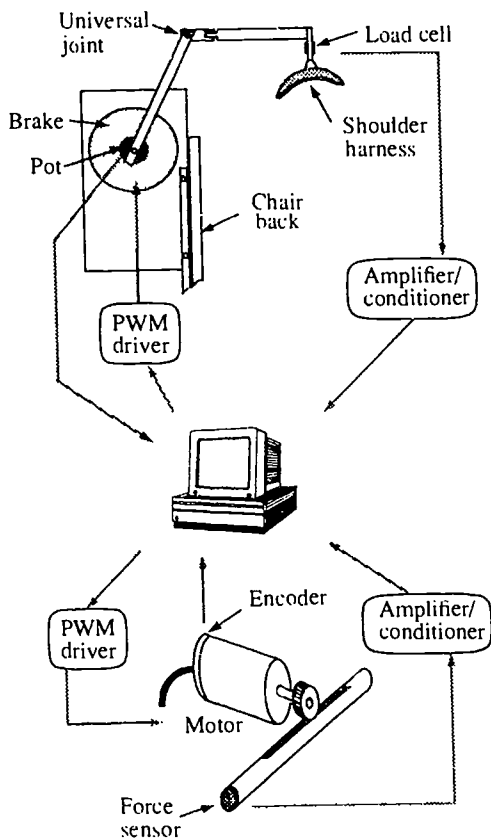 Universal
joint
Load cell
Brake
Pot
Shoulder
harness
Chair
back
Amplifier/
conditioner
PWM
driver
Encoder
PWM
driver
Amplifier/
conditioner
Motor
Force
sensor